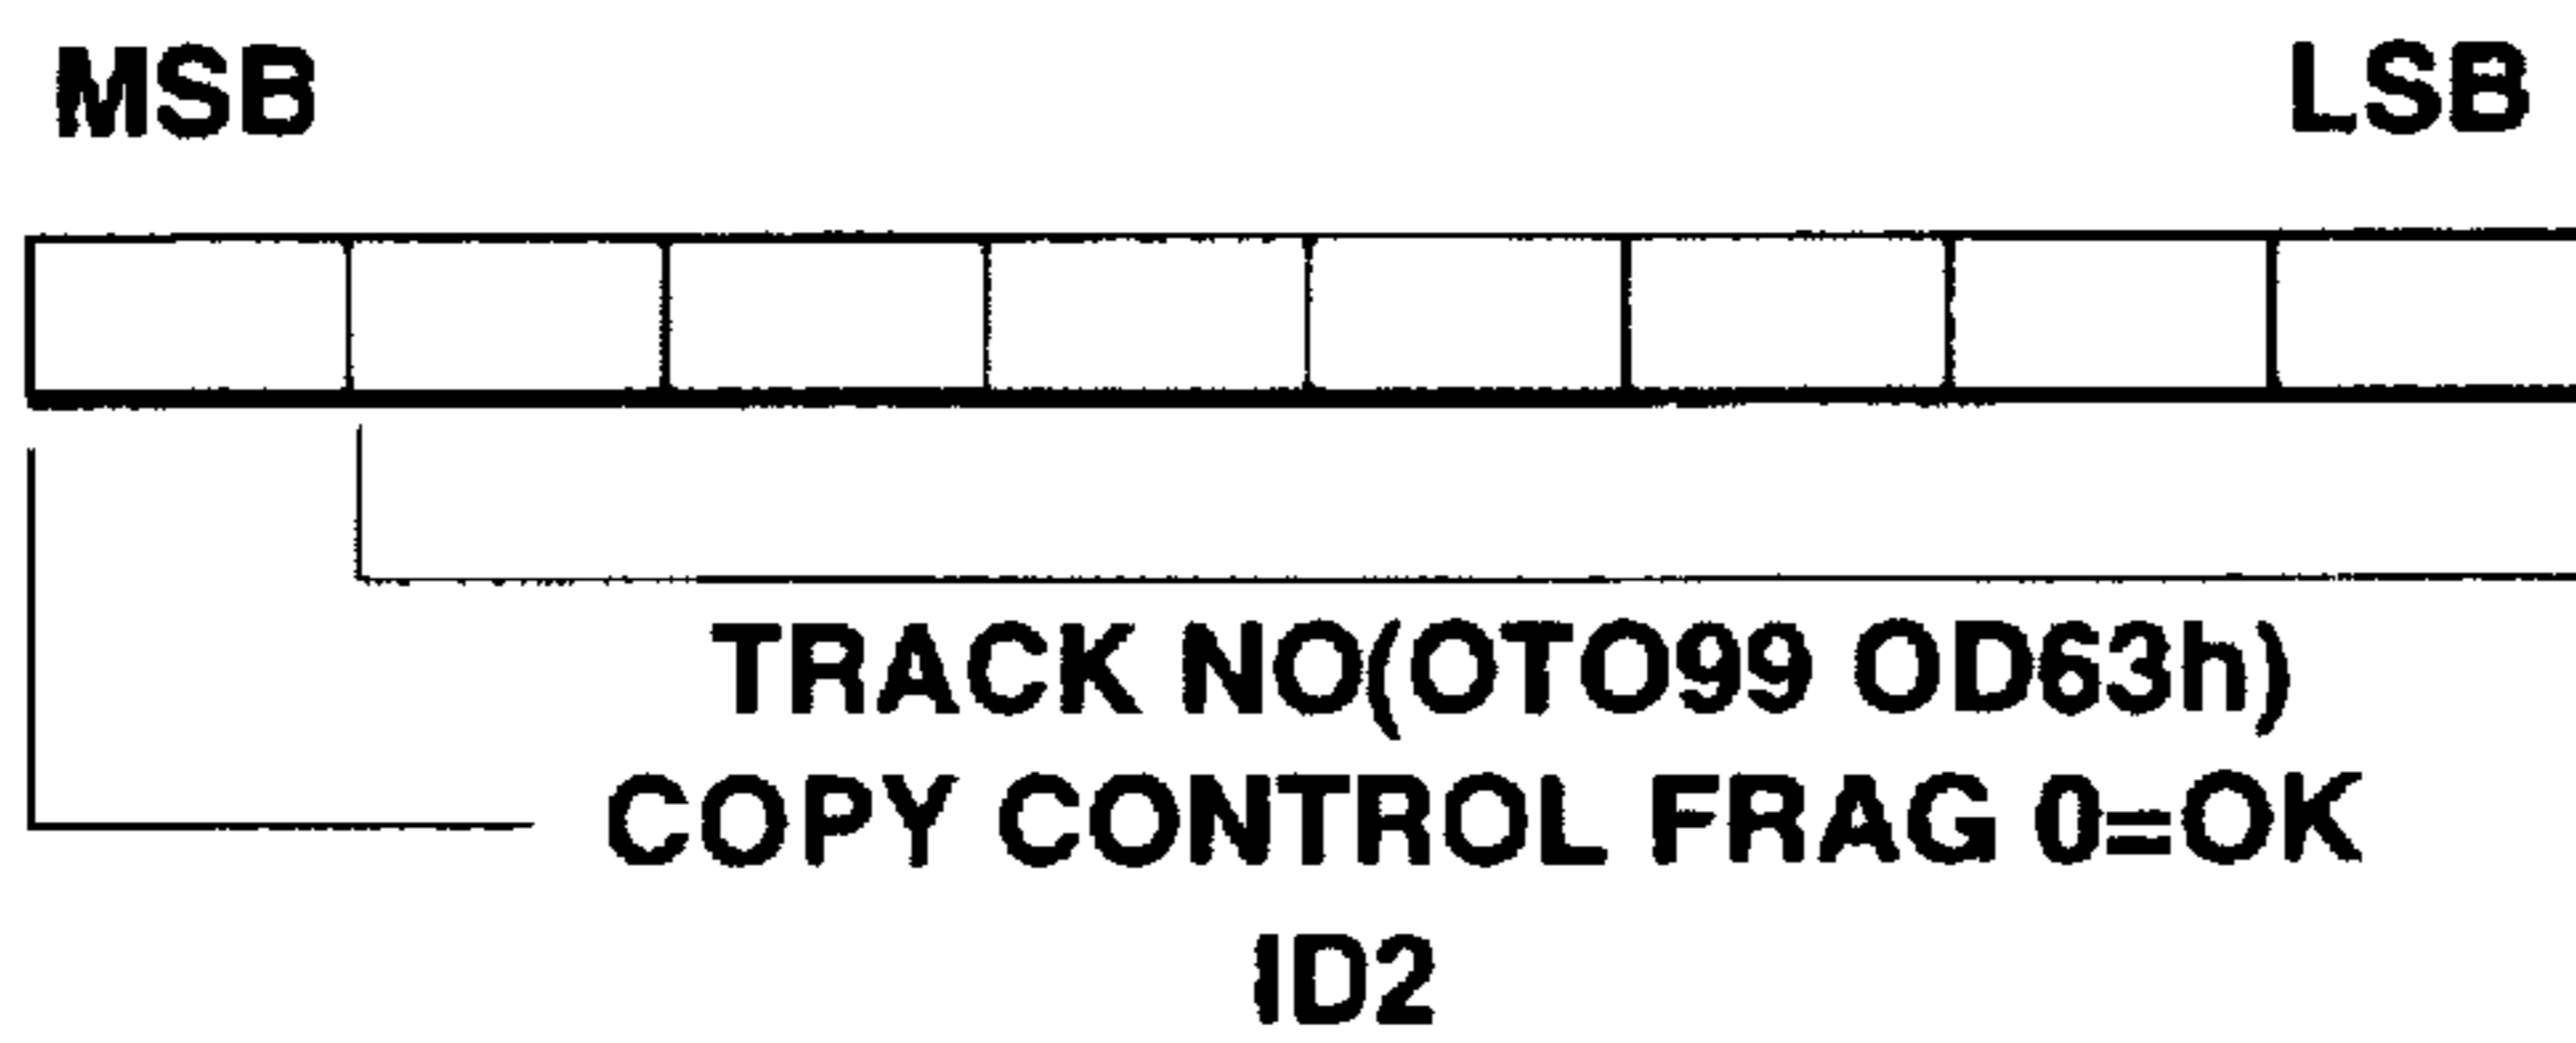 MSB LSB
TRACK NO(OTO99 OD63h)
COPY CONTROL FRAG 0=OK
ID2